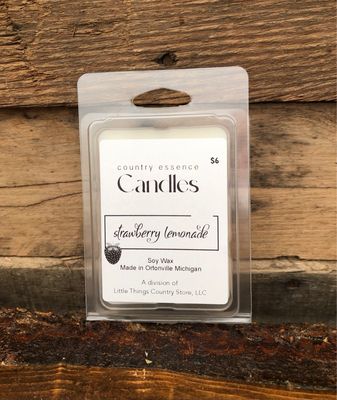 country essence
$6
Candles
strawberry lemonade
Soy Wax
Made in Ortonville Michigan
A division of
Little Things Country Store, LLC